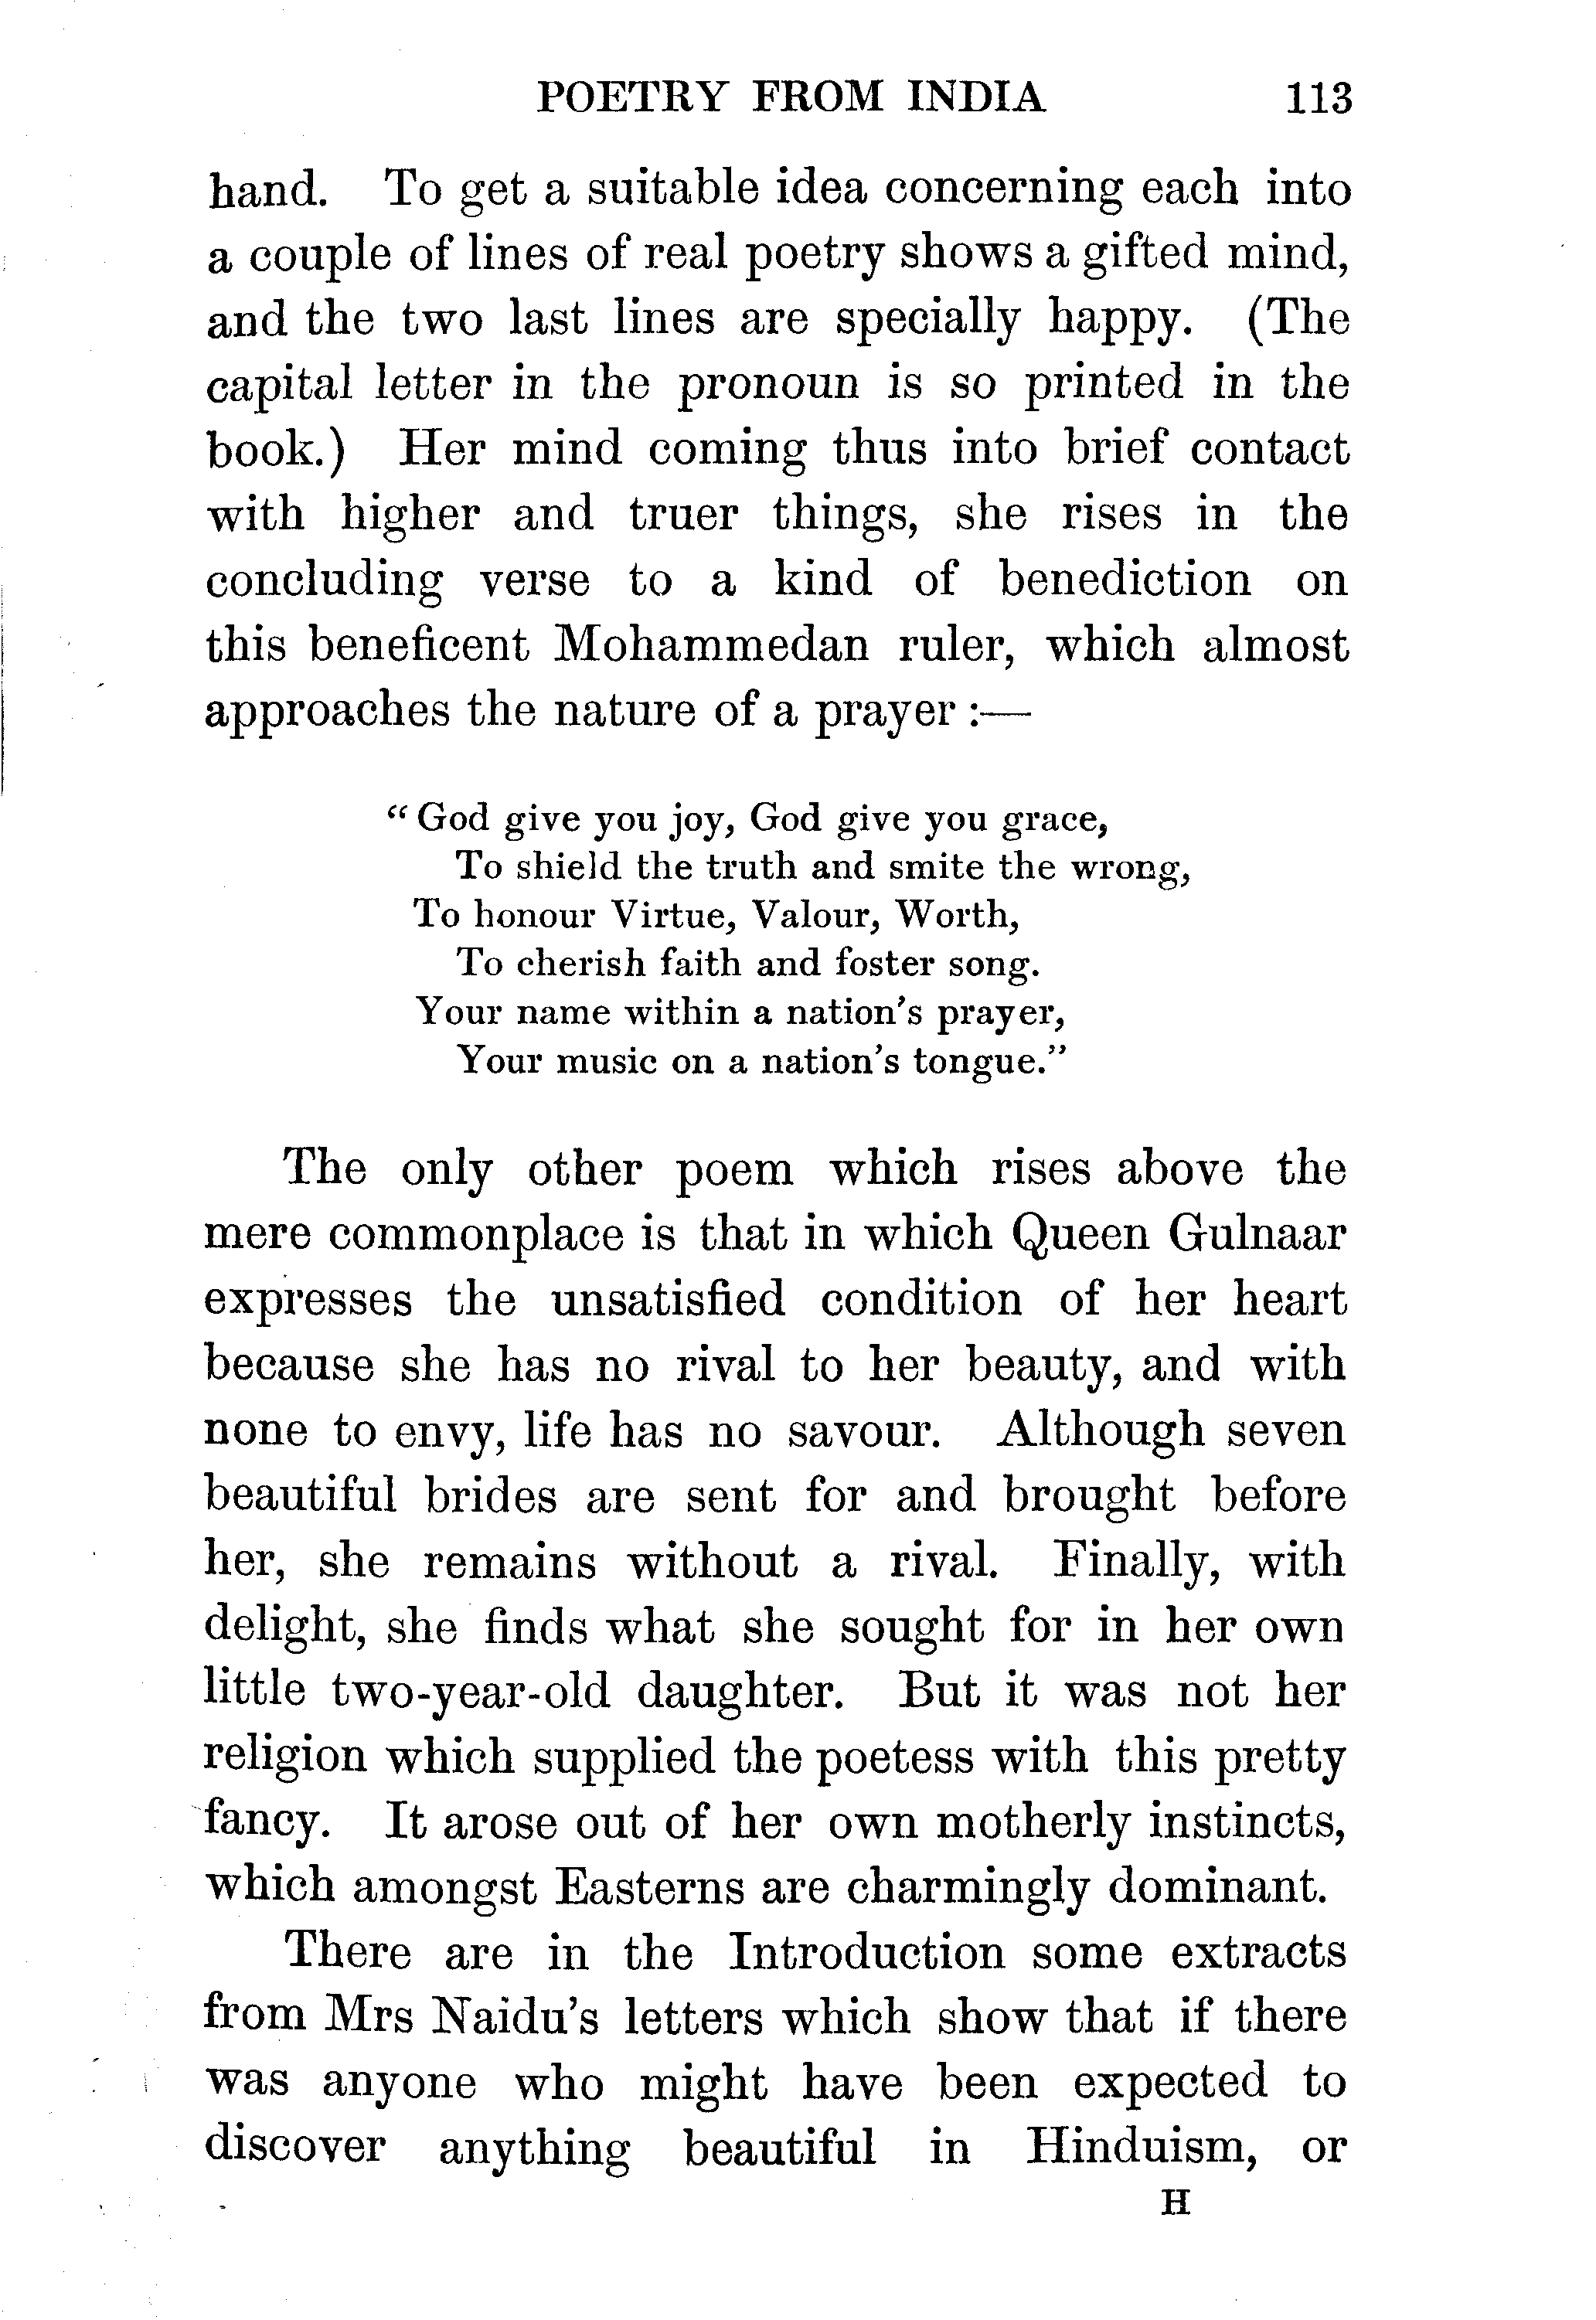 POETRY FROM INDIA 113
hand. To get a suitable idea concerning each into
a couple of lines of real poetry shows a gifted mind,
and the two last lines are specially happy. (The
capital letter in the pronoun is so printed in the
book.) Her mind coming thus into brief contact
with higher and truer things, she rises in the
concluding verse to a kind of benediction on
this beneficent Mohammedan ruler, which almost
approaches the nature of a prayer :—
“God give you joy, God give you grace,
To shield the truth and smite the wrong,
To honour Virtue, Valour, Worth,
To cherish faith and foster song.
Your name within a nation's prayer,
Your music on a nation's tongue.”
The only other poem which rises above the
mere commonplace is that in which Queen Gulnaar
expresses the unsatisfied condition of her heart
because she has no rival to her beauty, and with
none to envy, life has no savour. Although seven
beautiful brides are sent for and brought before
her, she remains without a rival. Finally, with
delight, she finds what she sought for in her own
little two-year-old daughter. But it was not her
religion which supplied the poetess with this pretty
fancy. It arose out of her own motherly instincts,
which amongst Easterns are charmingly dominant.
There are in the Introduction some extracts
from Mrs Naidu's letters which show that if there
was anyone who might have been expected to
discover anything beautiful in Hinduism, or
H